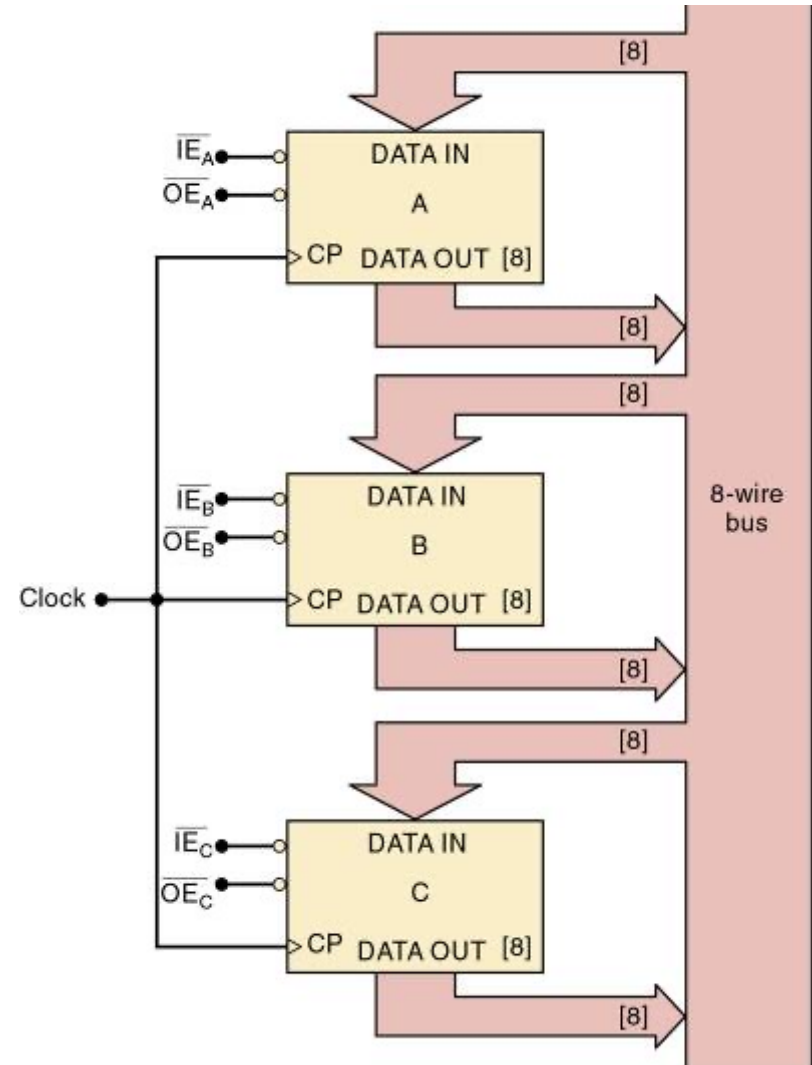 [8]
IE_A
DATA IN
OE_A
A
CP DATA OUT [8]
[8]
[8]
IE_B
DATA IN
8-wire
bus
OE_B
B
Clock
CP DATA OUT [8]
[8]
[8]
IE_C
DATA IN
OE_C
C
CP DATA OUT [8]
[8]